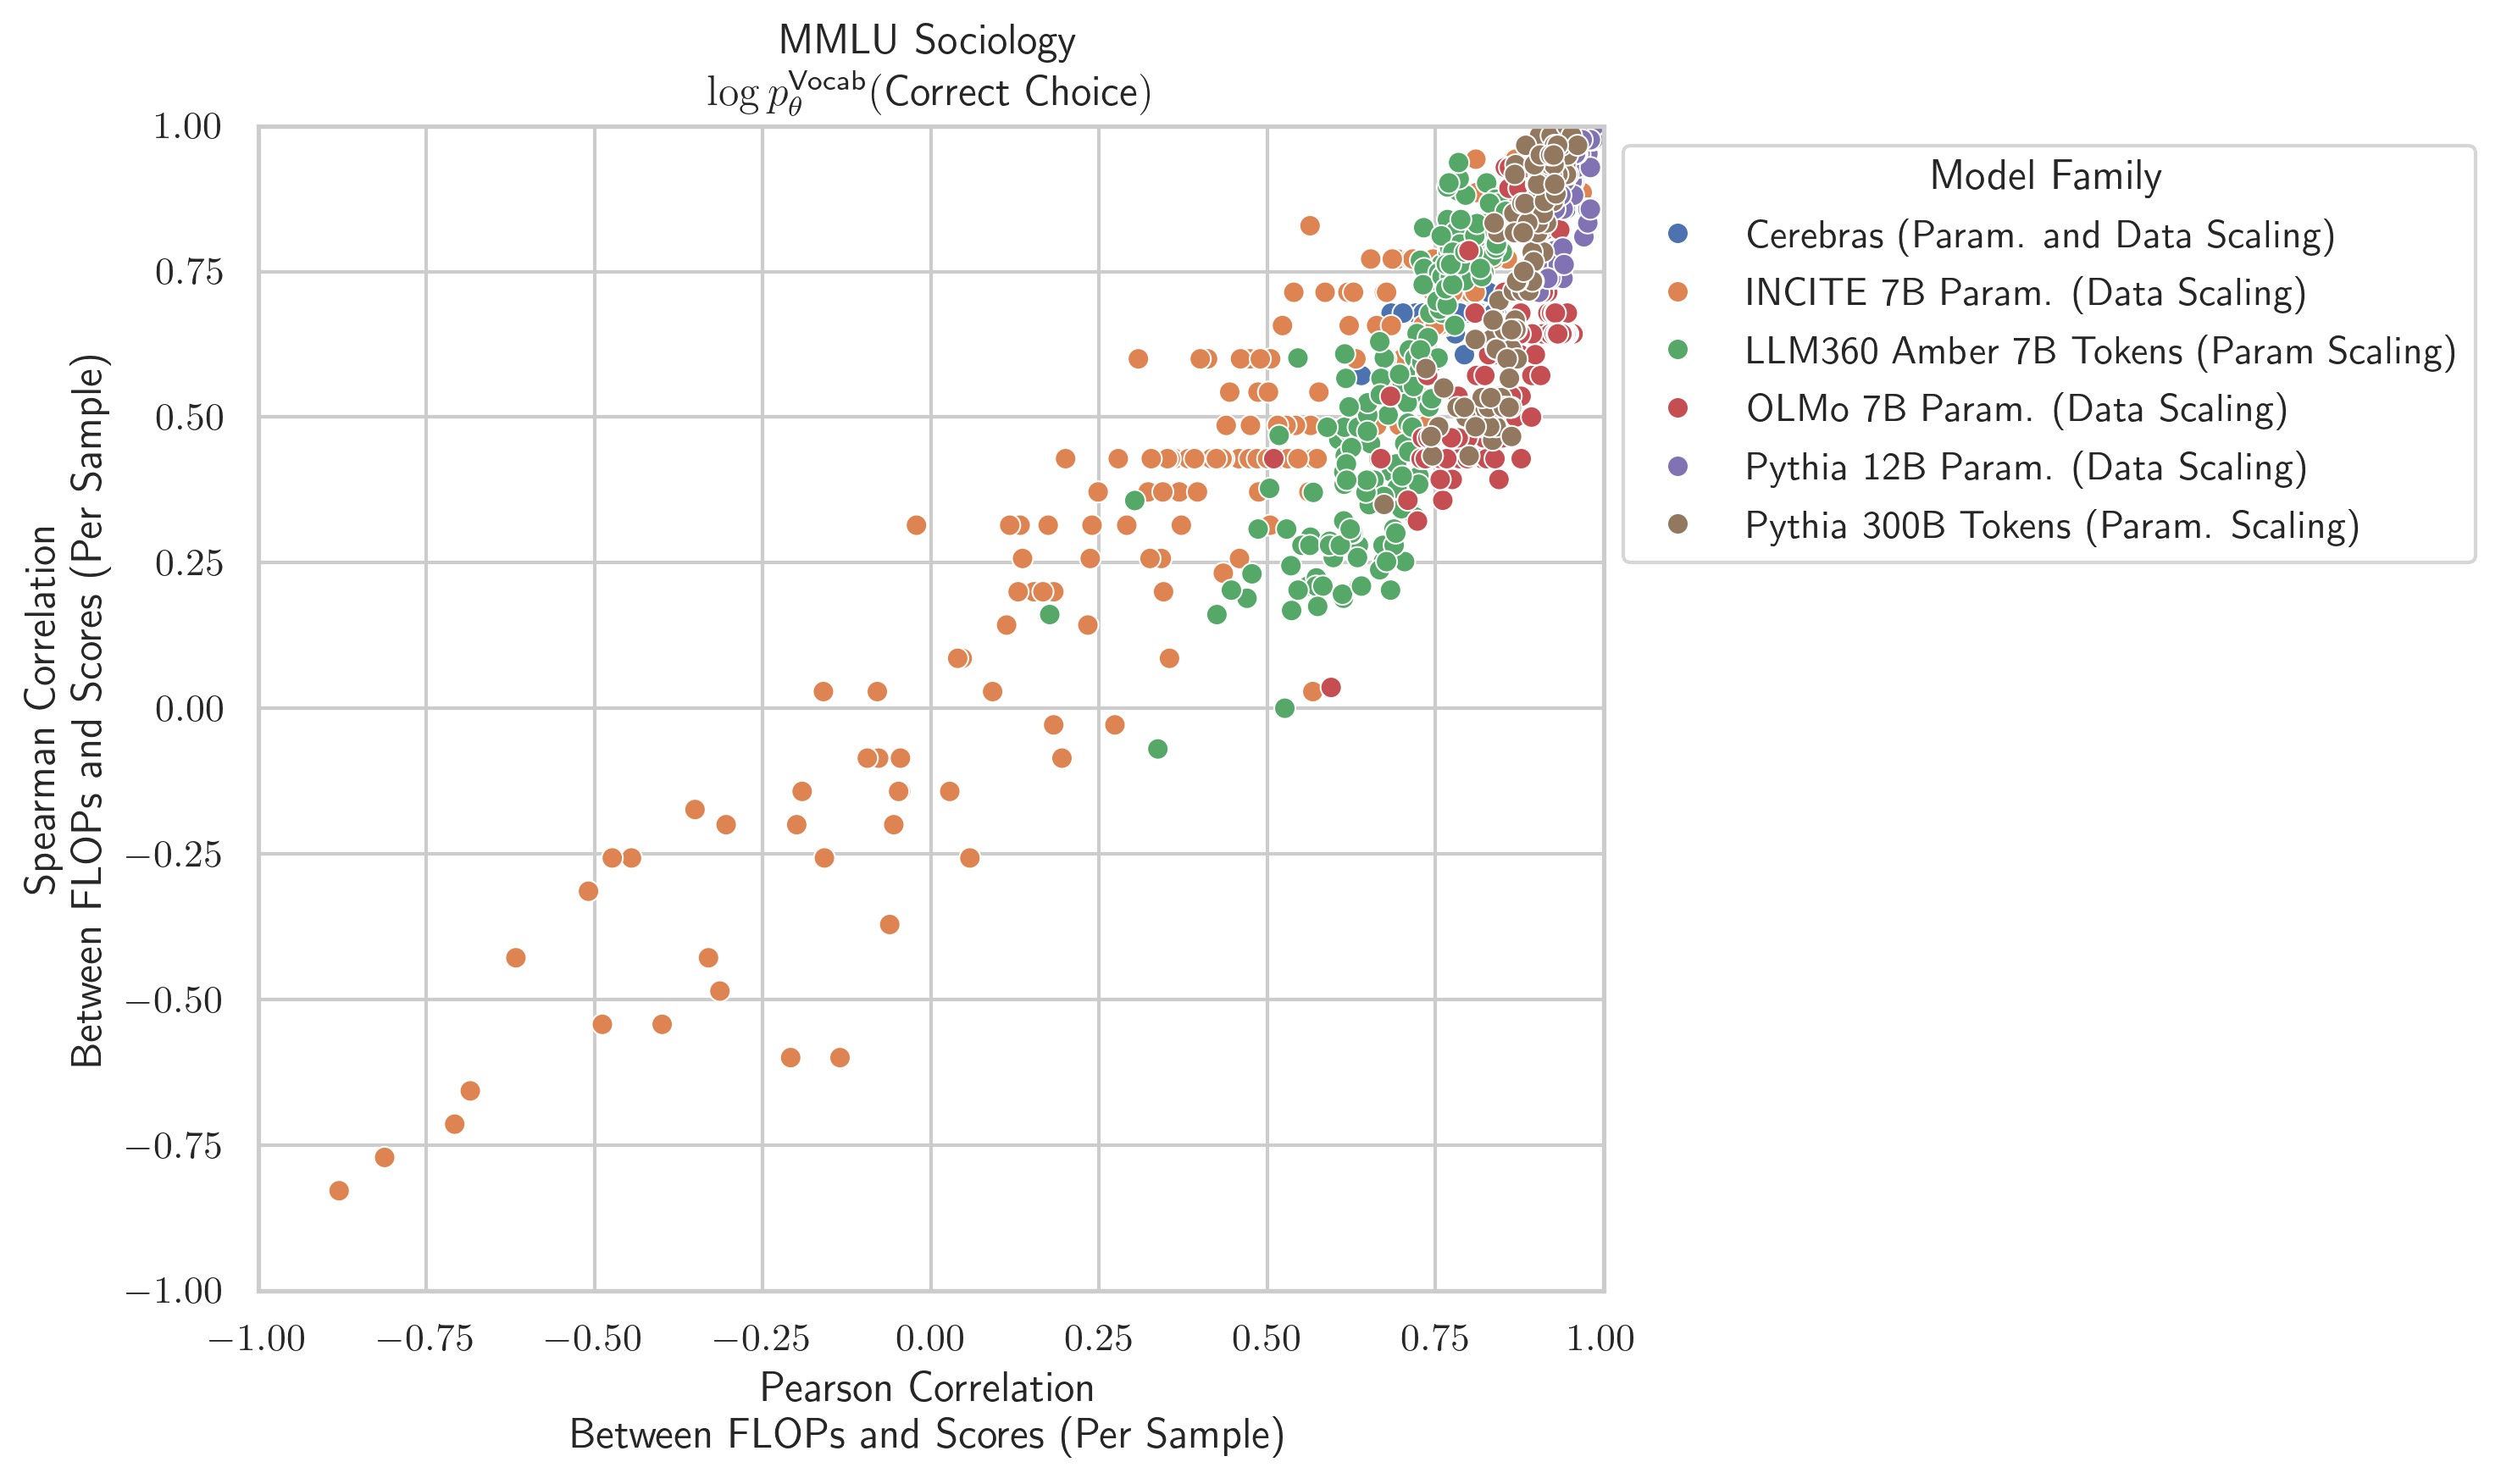 MMLU Sociology
log p_θ^Vocab(Correct Choice)
Spearman Correlation
Between FLOPs and Scores (Per Sample)
1.00
0.75
0.50
0.25
0.00
−0.25
−0.50
−0.75
−1.00
−1.00 −0.75 −0.50 −0.25 0.00 0.25 0.50 0.75 1.00
Pearson Correlation
Between FLOPs and Scores (Per Sample)
Model Family
Cerebras (Param. and Data Scaling)
INCITE 7B Param. (Data Scaling)
LLM360 Amber 7B Tokens (Param Scaling)
OLMo 7B Param. (Data Scaling)
Pythia 12B Param. (Data Scaling)
Pythia 300B Tokens (Param. Scaling)